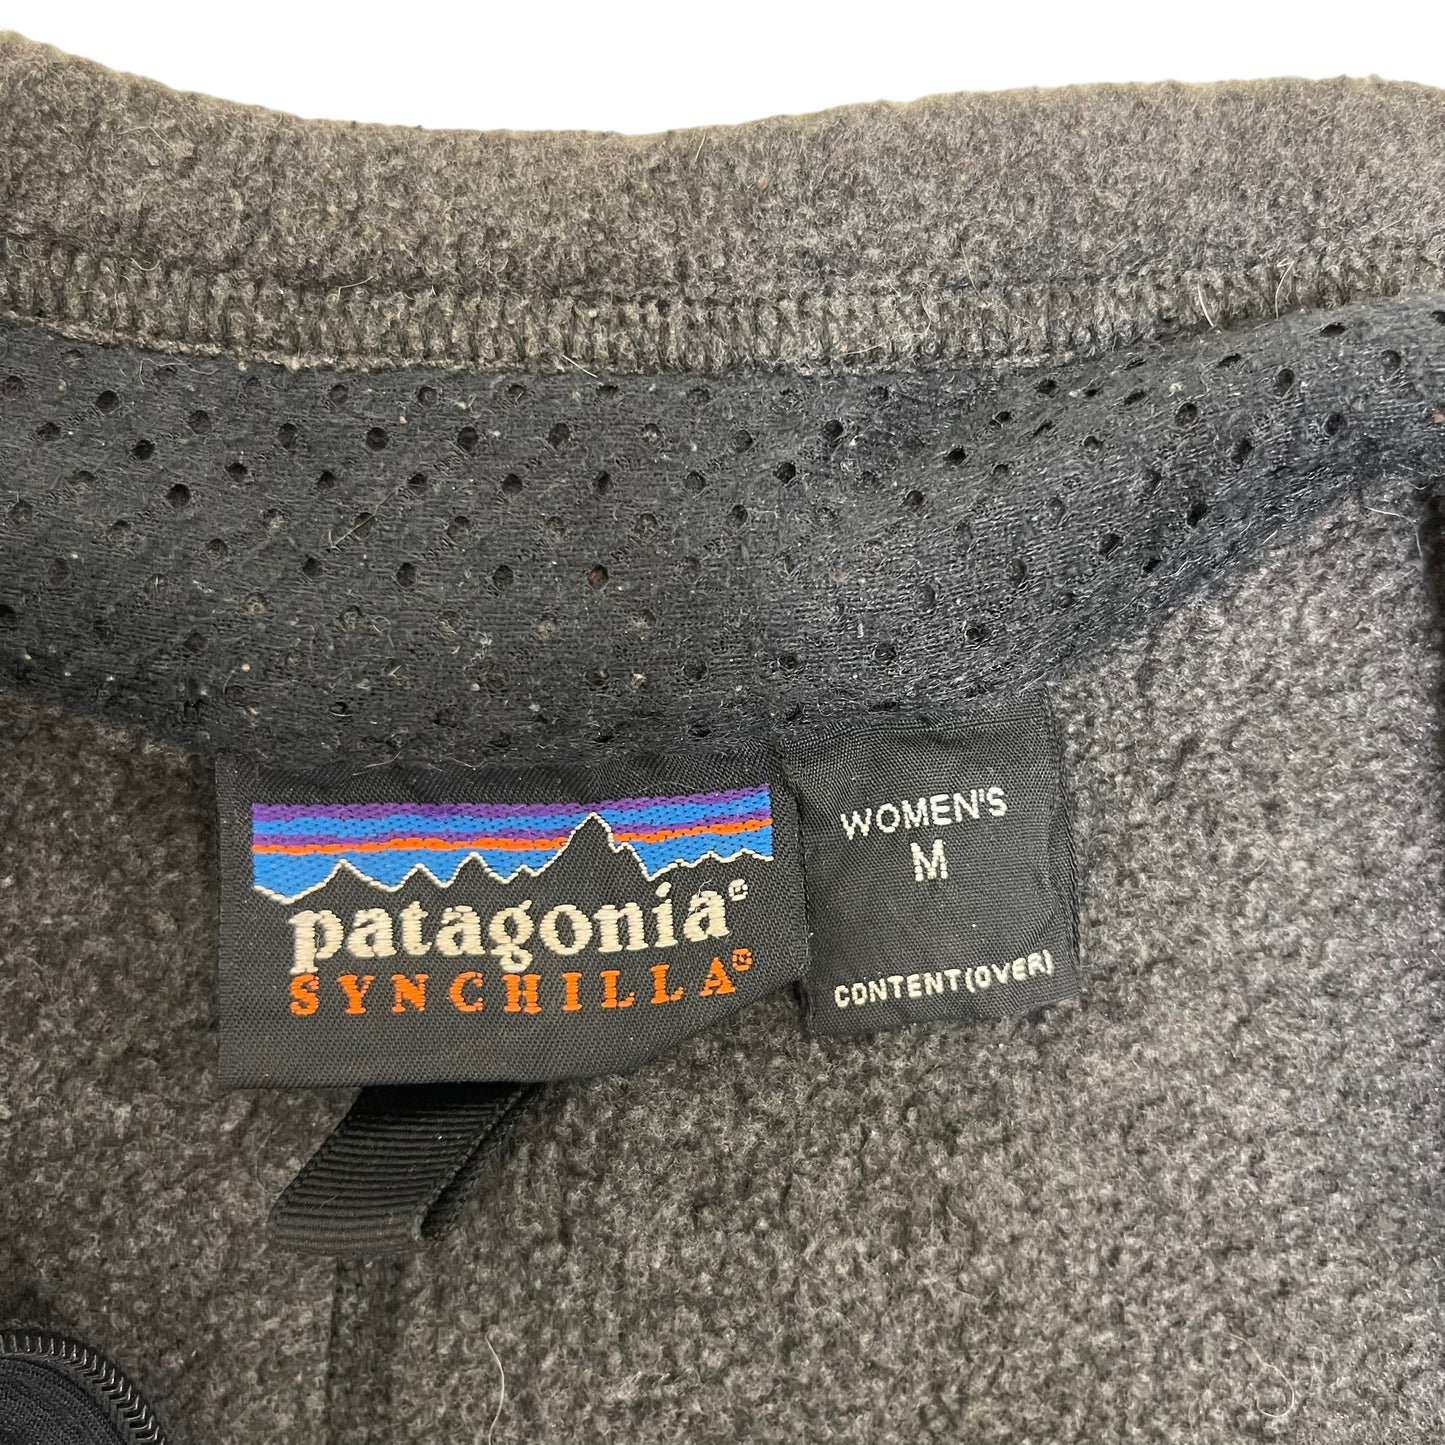 patagonia®
SYNCHILLA®
WOMEN'S
M
CONTENT(OVER)